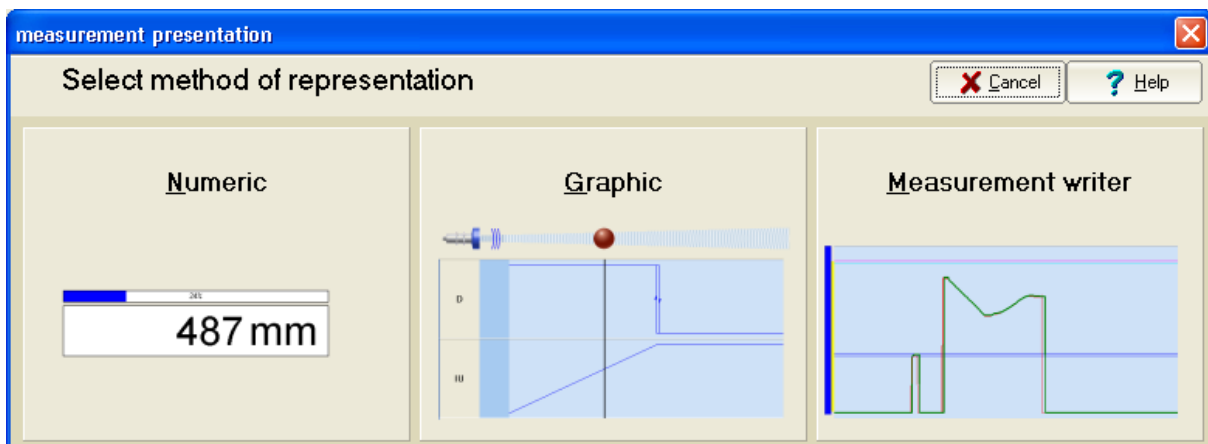 measurement presentation
Select method of representation
Cancel
Help
Numeric
Graphic
Measurement writer
24%
487 mm
D
IU